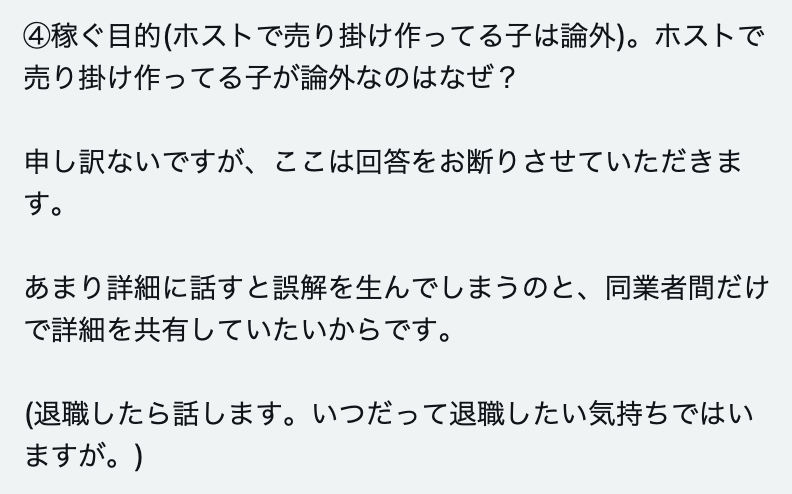 ④稼ぐ目的(ホストで売り掛け作ってる子は論外)。ホストで
売り掛け作ってる子が論外なのはなぜ？
申し訳ないですが、ここは回答をお断りさせていただきま
す。
あまり詳細に話すと誤解を生んでしまうのと、同業者間だけ
で詳細を共有していたいからです。
(退職したら話します。いつだって退職したい気持ちではい
ますが。)